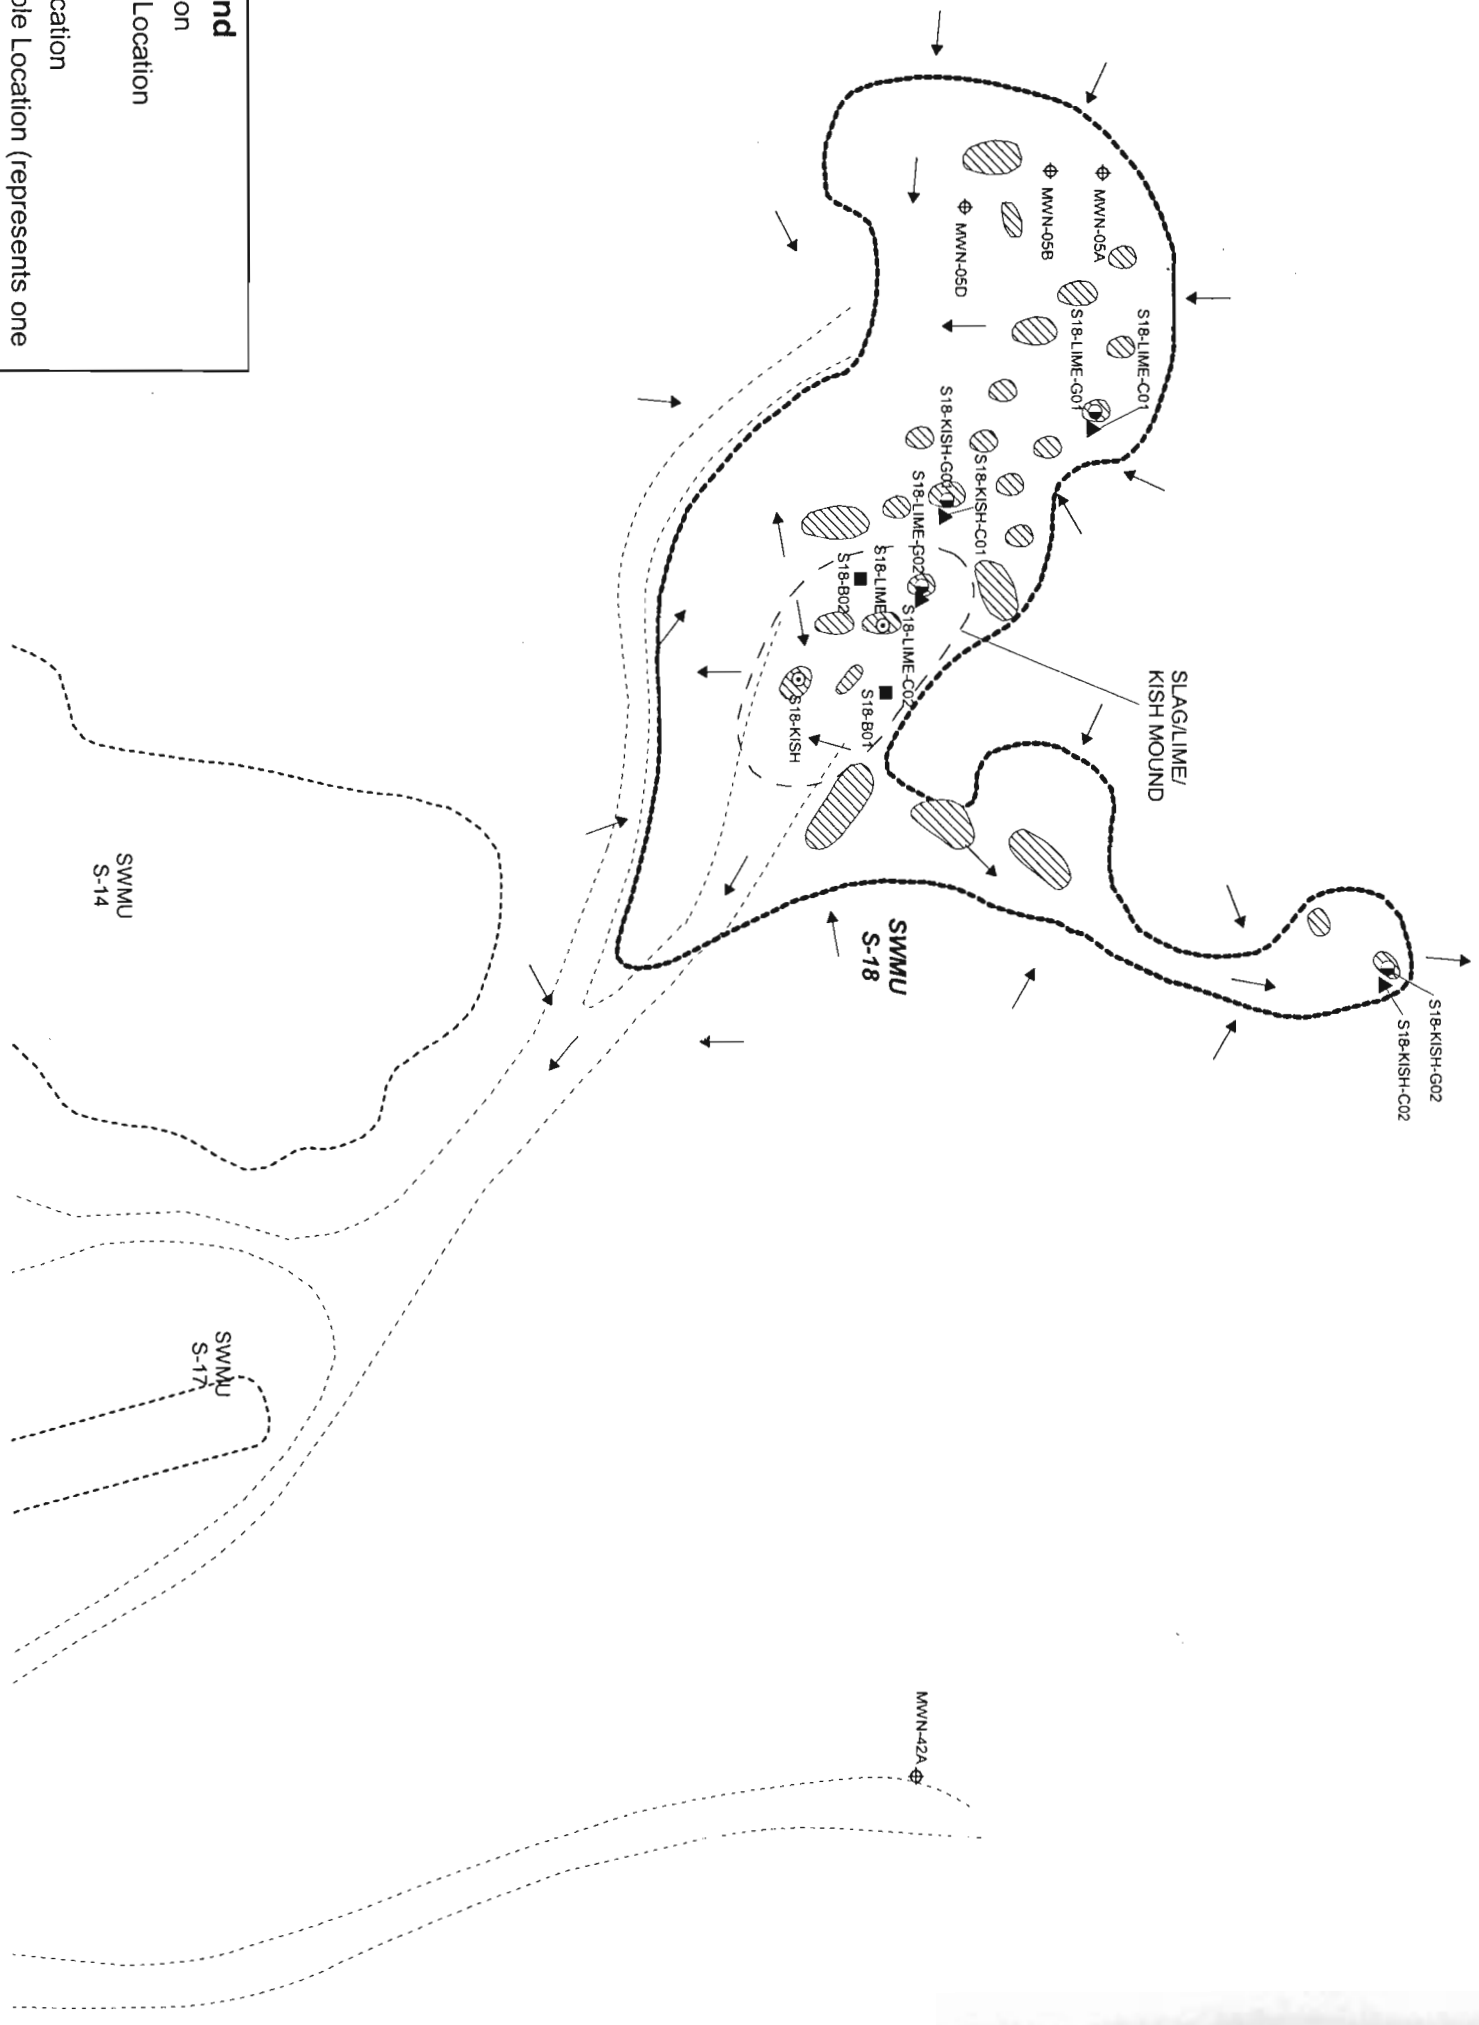 nd
on
Location
cation
ble Location (represents one
MWN-05A
MWN-05B
MWN-05D
S18-LIME-C01
S18-LIME-G01
S18-KISH-G01
S18-KISH-C01
S18-LIME-G02
S18-LIME-C02
S18-LIME
S18-B02
S18-B01
S18-KISH
SLAG/LIME/
KISH MOUND
SWMU
S-18
S18-KISH-G02
S18-KISH-C02
SWMU
S-14
SWMU
S-17
MWN-42A